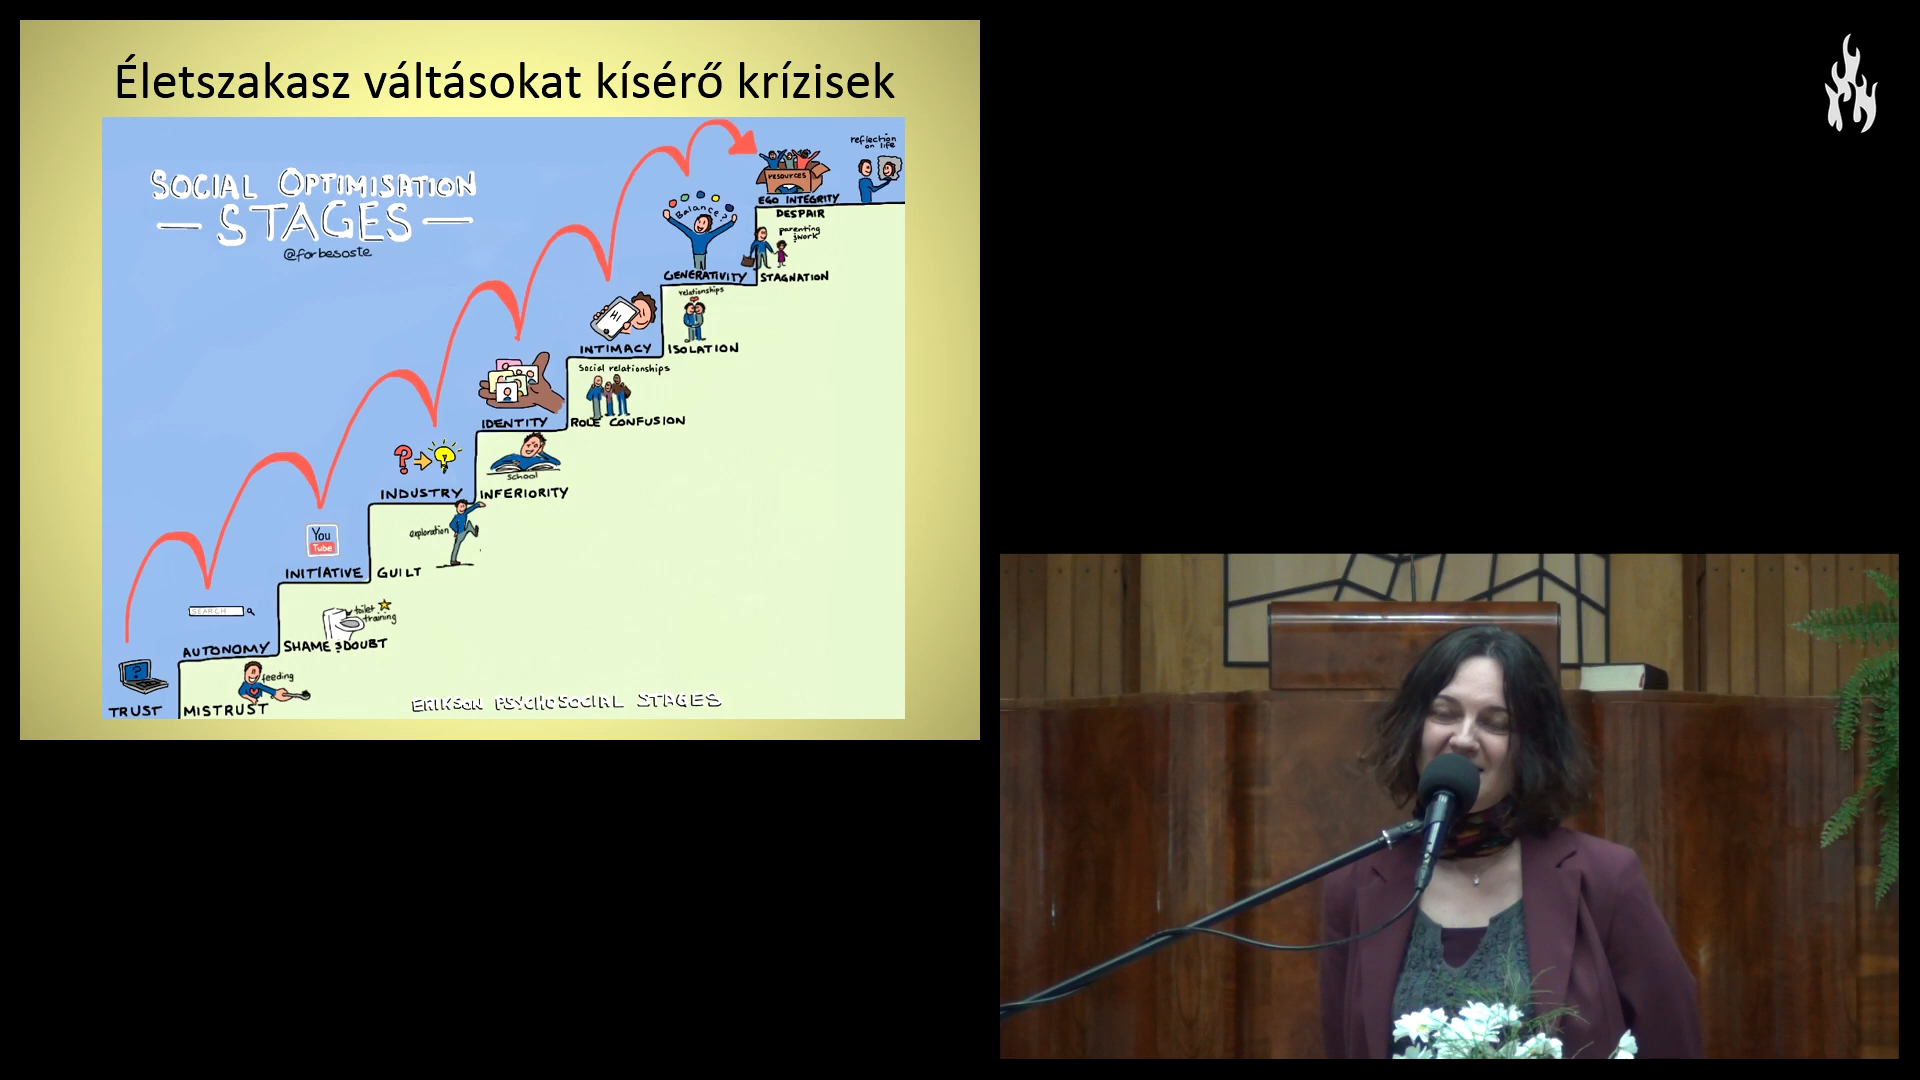 Életszakasz váltásokat kísérő krízisek
SOCIAL OPTIMISATION
— STAGES —
@forbesoste
reflection
on life
resources
EGO INTEGRITY
DESPAIR
Balance?
parenting
&work
GENERATIVITY
STAGNATION
relationships
HI
INTIMACY
ISOLATION
Social relationships
IDENTITY
ROLE CONFUSION
?
school
INDUSTRY
INFERIORITY
exploration
You
Tube
INITIATIVE
GUILT
SEARCH
toilet
training
AUTONOMY
SHAME &DOUBT
?
feeding
TRUST
MISTRUST
ERIKSON PSYCHOSOCIAL STAGES